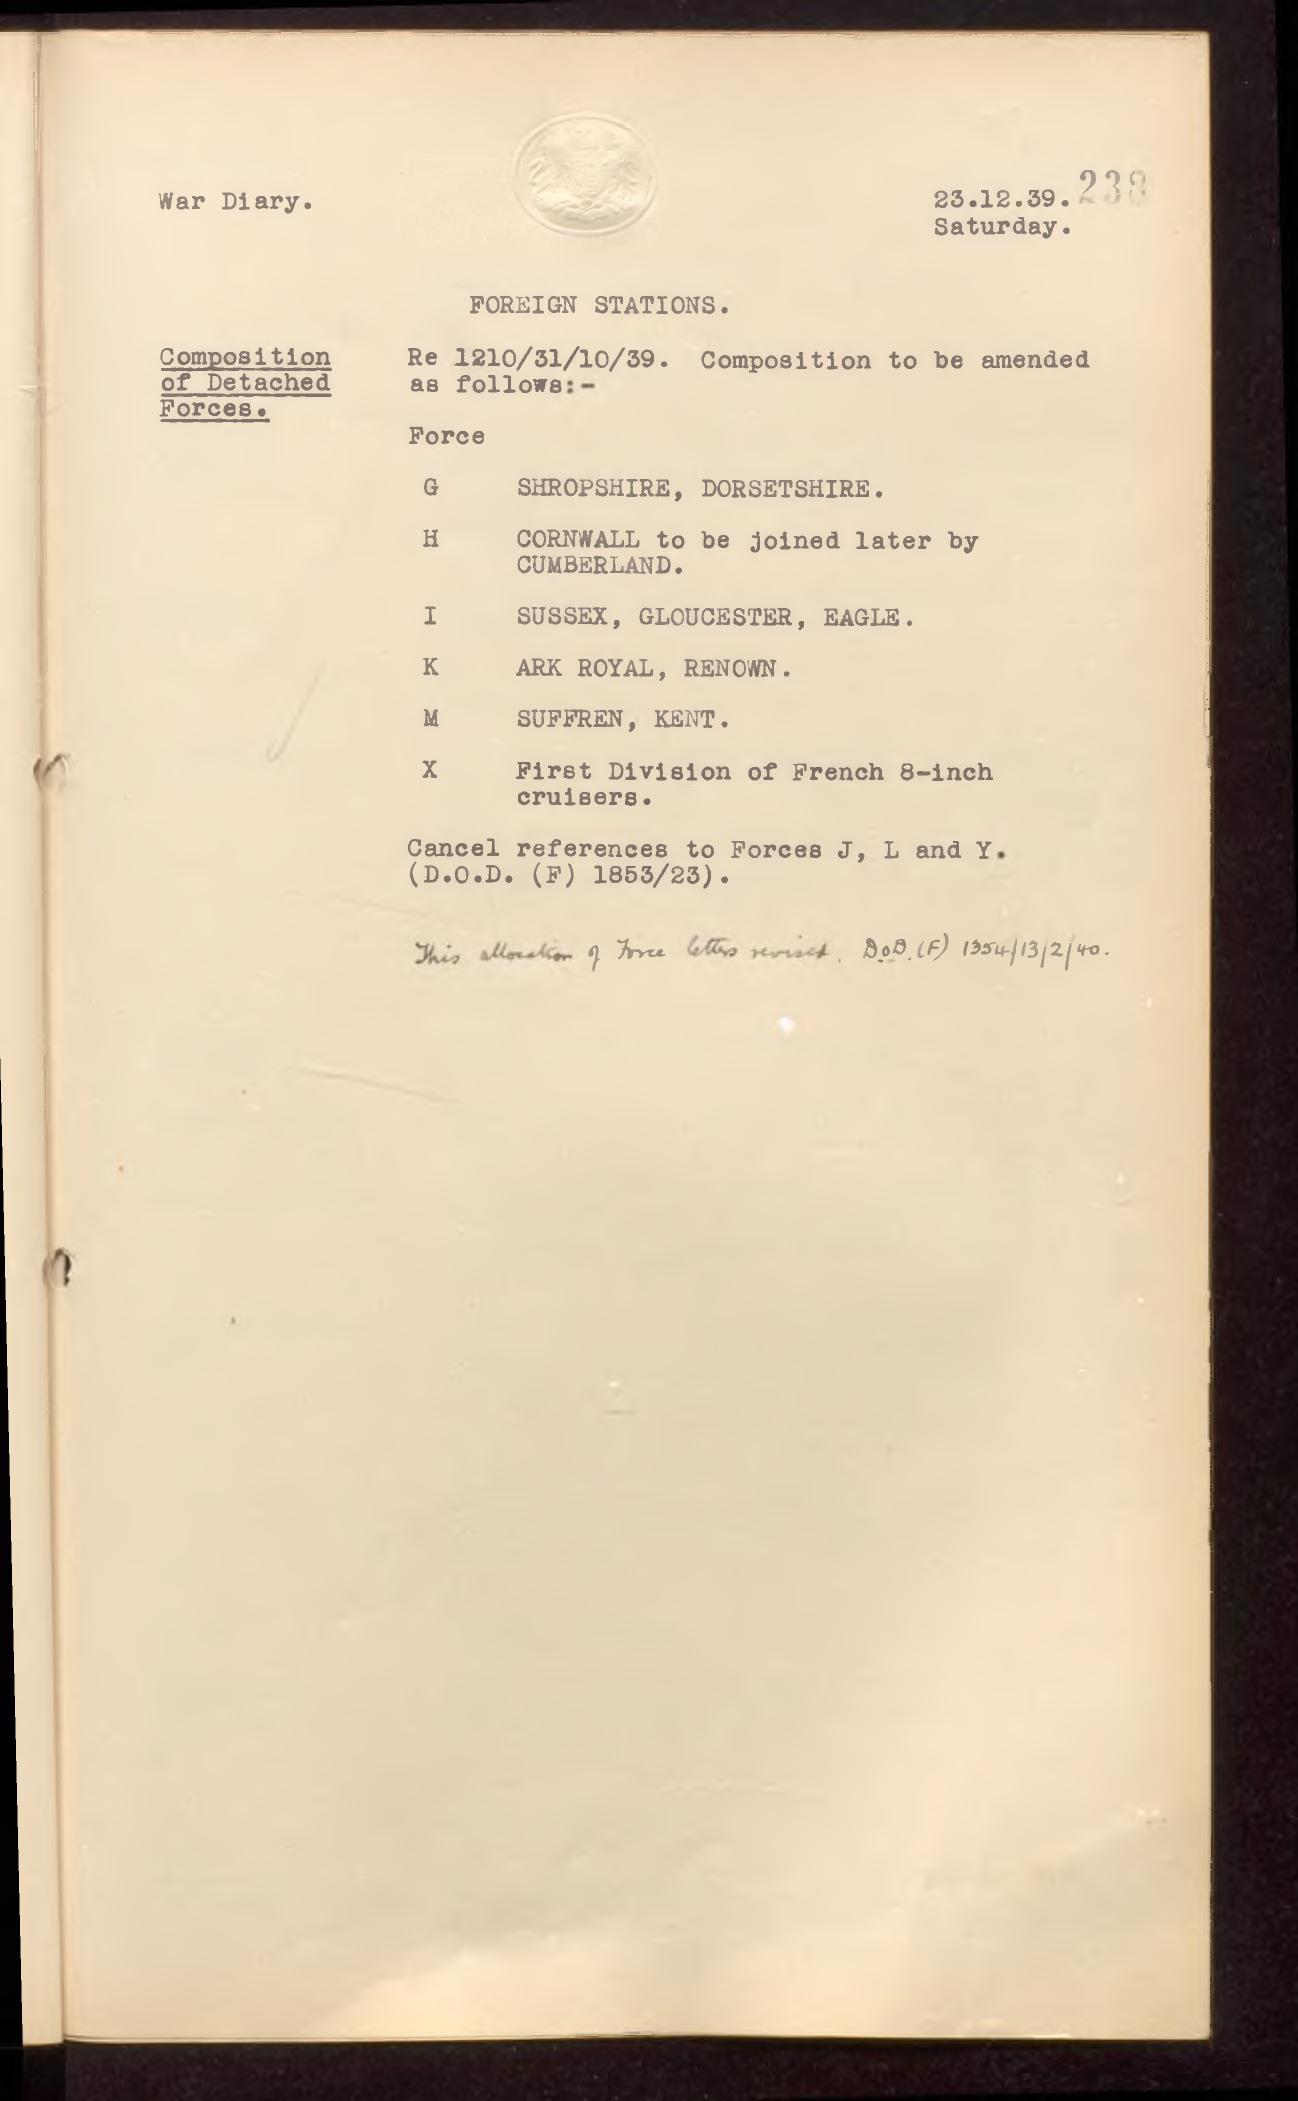 War Diary.
23.12.39.
Saturday.
FOREIGN STATIONS.
Composition
of Detached
Forces.
Re 1210/31/10/39. Composition to be amended
as follows:-
Force
G SHROPSHIRE, DORSETSHIRE.
H CORNWALL to be joined later by
CUMBERLAND.
I SUSSEX, GLOUCESTER, EAGLE.
K ARK ROYAL, RENOWN.
M SUFFREN, KENT.
X First Division of French 8-inch
cruisers.
Cancel references to Forces J, L and Y.
(D.O.D. (F) 1853/23).
This allocation of Force letters revised. D.o.D. (F) 1354/13/2/40.